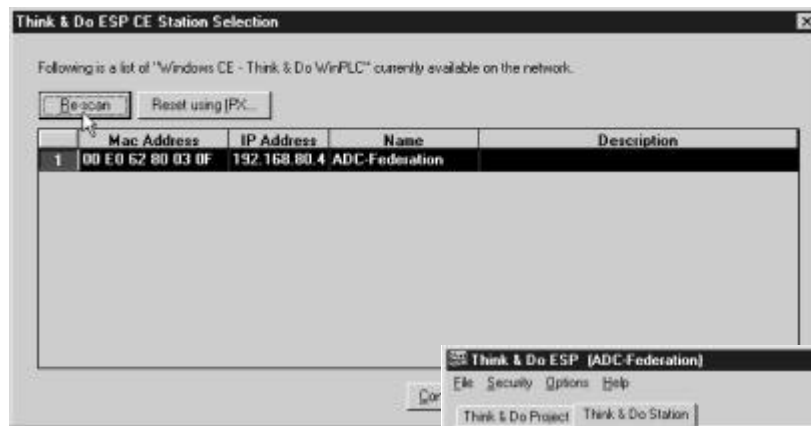 Think & Do ESP CE Station Selection
Following is a list of "Windows CE - Think & Do WinPLC" currently available on the network.
Re-scan Reset using IPX...
Mac Address IP Address Name Description
1 00 E0 62 80 03 0F 192.168.80.4 ADC-Federation
Think & Do ESP (ADC-Federation)
File Security Options Help
Think & Do Project Think & Do Station